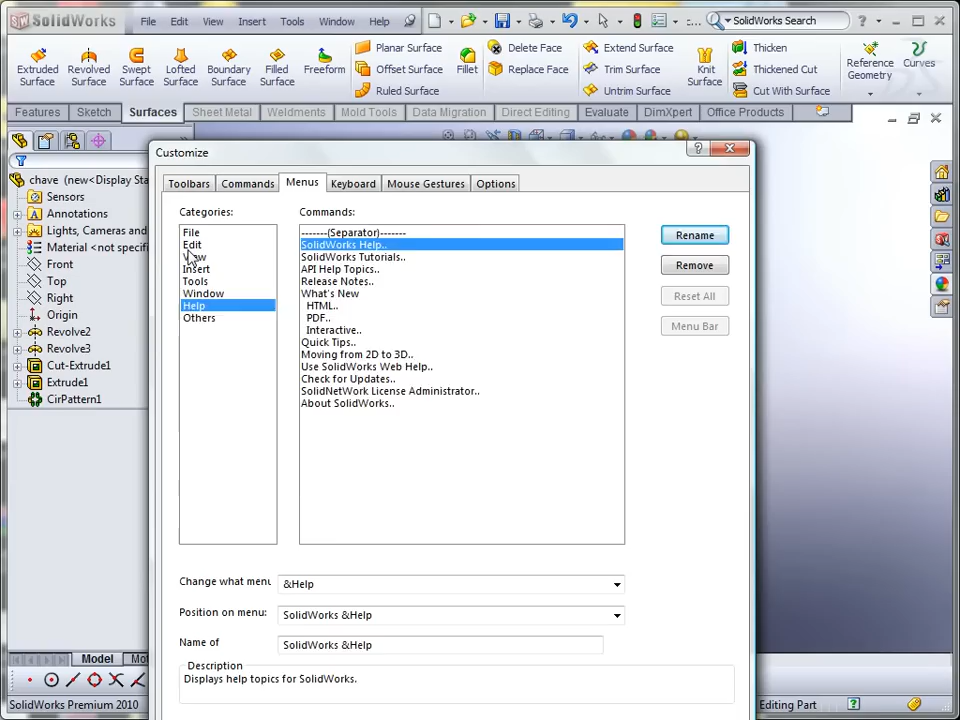 SolidWorks File Edit View Insert Tools Window Help SolidWorks Search
Extruded Surface
Revolved Surface
Swept Surface
Lofted Surface
Boundary Surface
Filled Surface
Freeform
Planar Surface
Offset Surface
Ruled Surface
Fillet
Delete Face
Replace Face
Extend Surface
Trim Surface
Untrim Surface
Knit Surface
Thicken
Thickened Cut
Cut With Surface
Reference Geometry
Curves
Features Sketch Surfaces Sheet Metal Weldments Mold Tools Data Migration Direct Editing Evaluate DimXpert Office Products
chave (new<Display Sta
Sensors
Annotations
Lights, Cameras and
Material <not specifi
Front
Top
Right
Origin
Revolve2
Revolve3
Cut-Extrude1
Extrude1
CirPattern1
Customize
Toolbars Commands Menus Keyboard Mouse Gestures Options
Categories:
File
Edit
Insert
Tools
Window
Help
Others
Commands:
-------(Separator)-------
SolidWorks Help..
SolidWorks Tutorials..
API Help Topics..
Release Notes..
What's New
HTML..
PDF..
Interactive..
Quick Tips..
Moving from 2D to 3D..
Use SolidWorks Web Help..
Check for Updates..
SolidNetWork License Administrator..
About SolidWorks..
Rename
Remove
Reset All
Menu Bar
Change what menu &Help
Position on menu: SolidWorks &Help
Name of SolidWorks &Help
Description
Displays help topics for SolidWorks.
Model Mot
SolidWorks Premium 2010 Editing Part